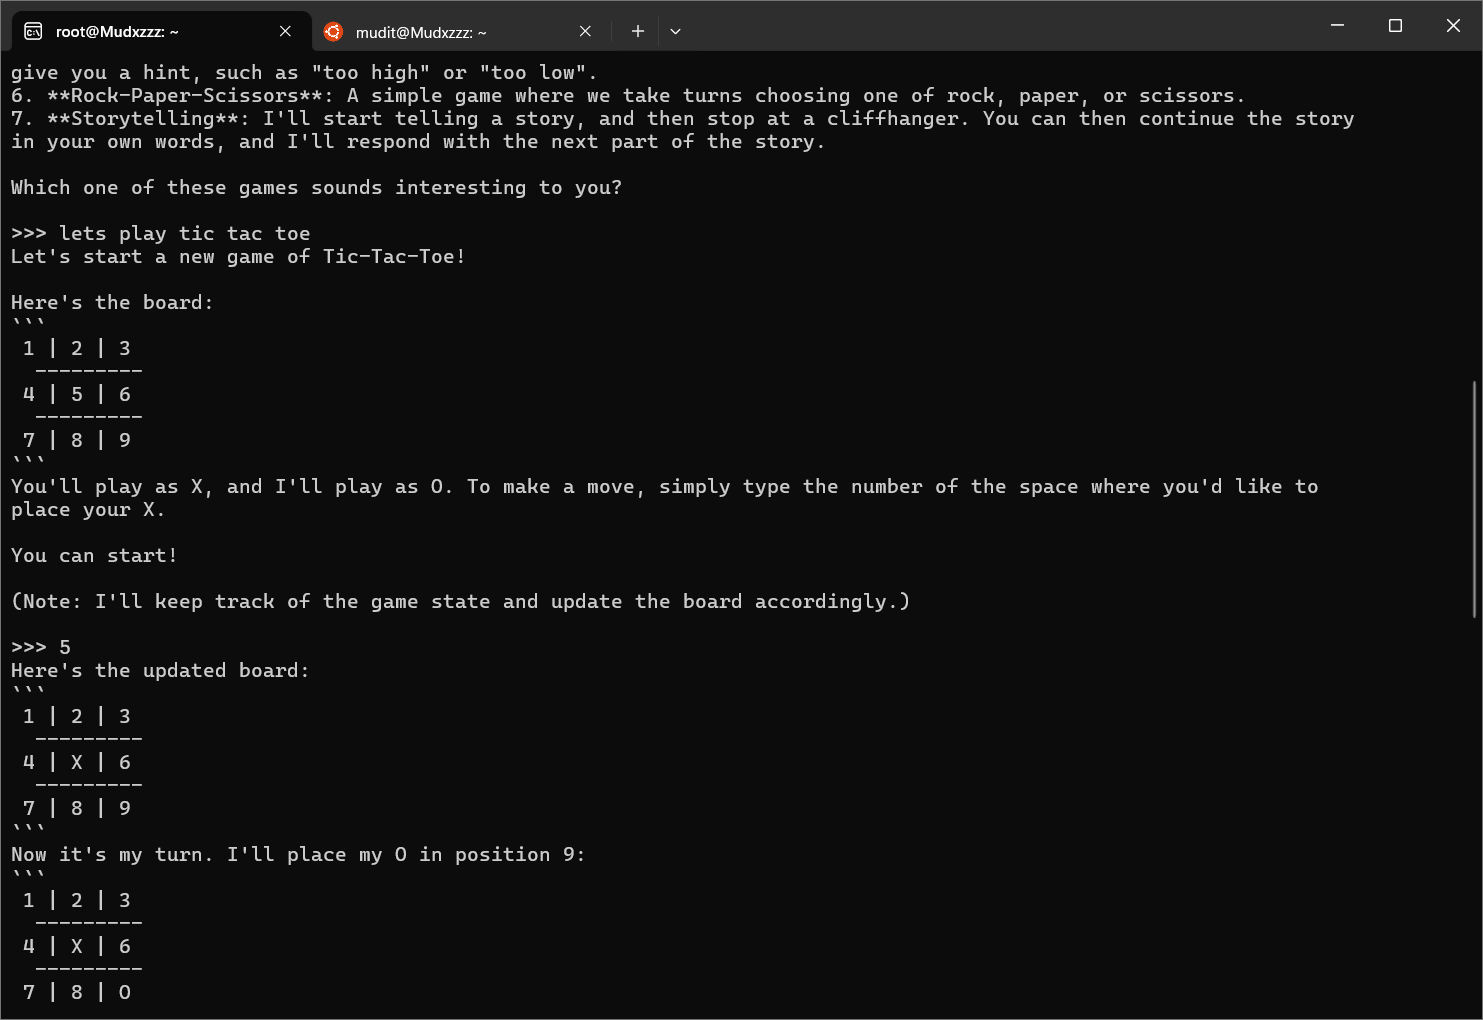 root@Mudxzzz: ~
mudit@Mudxzzz: ~
give you a hint, such as "too high" or "too low".
6. **Rock-Paper-Scissors**: A simple game where we take turns choosing one of rock, paper, or scissors.
7. **Storytelling**: I'll start telling a story, and then stop at a cliffhanger. You can then continue the story
in your own words, and I'll respond with the next part of the story.
Which one of these games sounds interesting to you?
>>> lets play tic tac toe
Let's start a new game of Tic-Tac-Toe!
Here's the board:
```
1 | 2 | 3
---------
4 | 5 | 6
---------
7 | 8 | 9
```
You'll play as X, and I'll play as O. To make a move, simply type the number of the space where you'd like to
place your X.
You can start!
(Note: I'll keep track of the game state and update the board accordingly.)
>>> 5
Here's the updated board:
```
1 | 2 | 3
---------
4 | X | 6
---------
7 | 8 | 9
```
Now it's my turn. I'll place my O in position 9:
```
1 | 2 | 3
---------
4 | X | 6
---------
7 | 8 | O